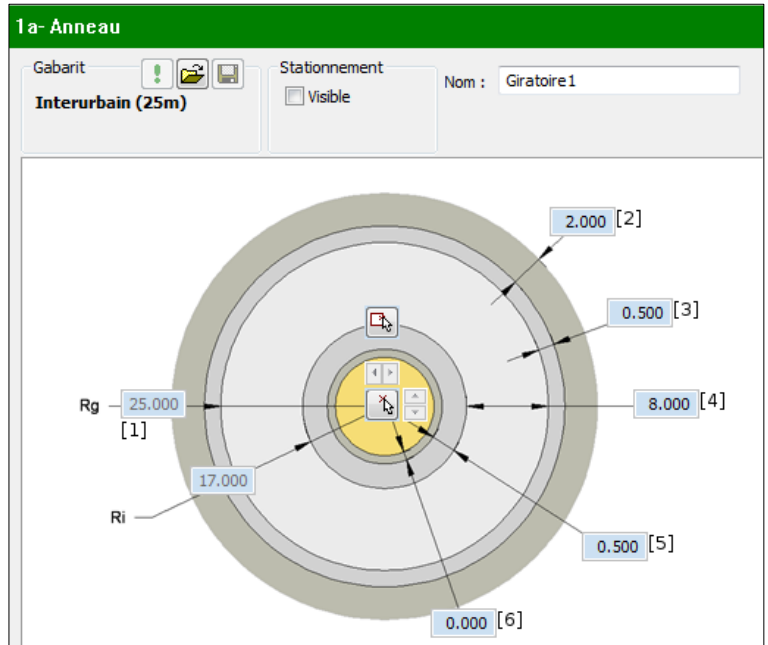 1a- Anneau
Gabarit
Stationnement
Interurbain (25m)
Visible
Nom :
Giratoire1
2.000 [2]
0.500 [3]
Rg 25.000
8.000 [4]
[1]
17.000
Ri
0.500 [5]
0.000 [6]